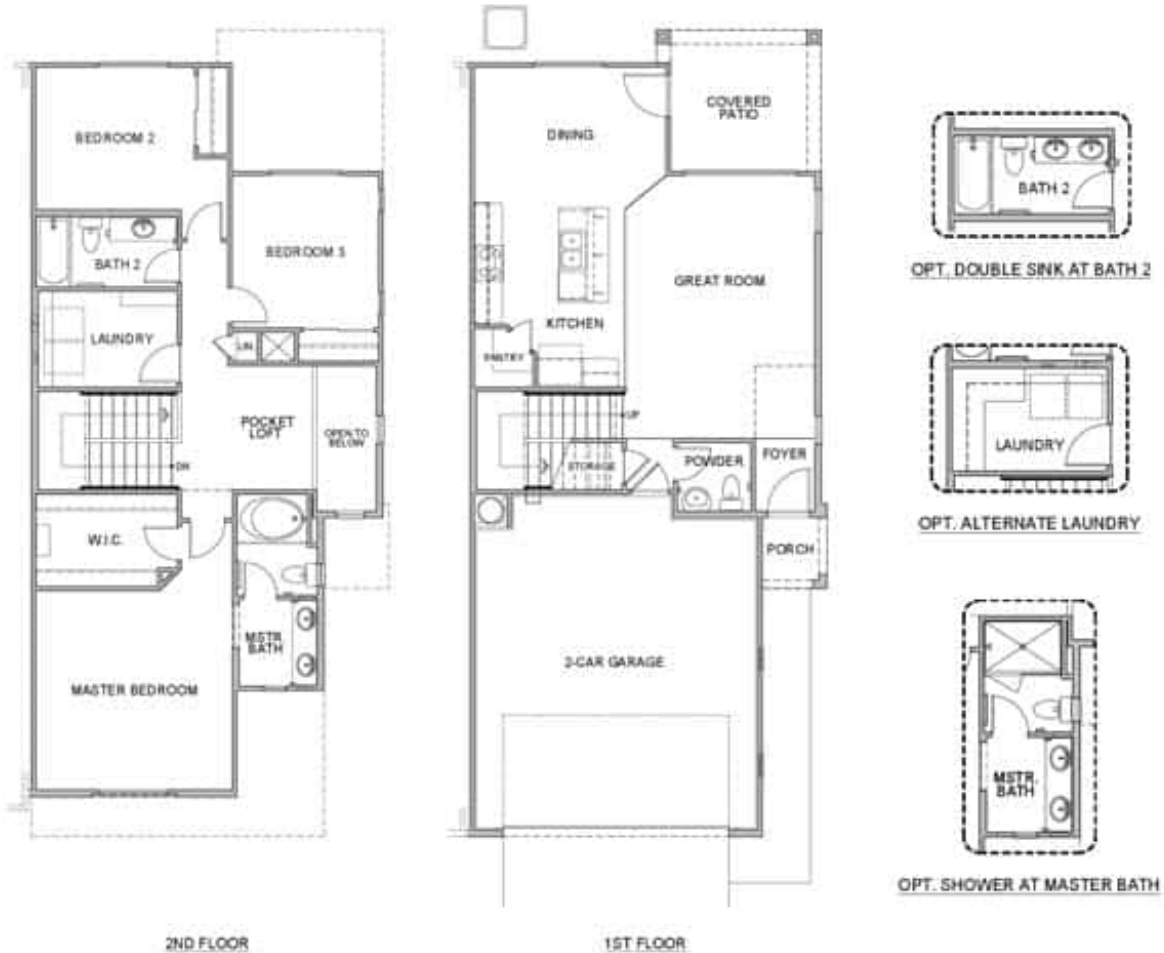 BEDROOM 2
BATH 2
BEDROOM 3
LAUNDRY
LIN.
POCKET
LOFT
OPEN TO
BELOW
DN
W.I.C.
MSTR.
BATH
MASTER BEDROOM
2ND FLOOR
COVERED
PATIO
DINING
GREAT ROOM
KITCHEN
PANTRY
UP
STORAGE
POWDER
FOYER
PORCH
2-CAR GARAGE
1ST FLOOR
BATH 2
OPT. DOUBLE SINK AT BATH 2
LAUNDRY
OPT. ALTERNATE LAUNDRY
MSTR.
BATH
OPT. SHOWER AT MASTER BATH